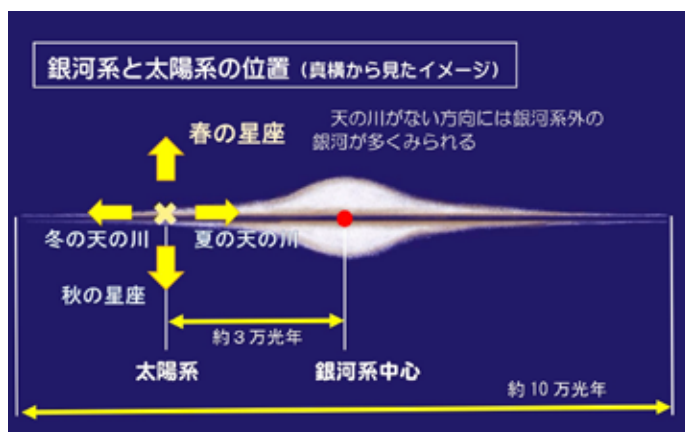 銀河系と太陽系の位置（真横から見たイメージ）
天の川がない方向には銀河系外の
銀河が多くみられる
春の星座
冬の天の川
夏の天の川
秋の星座
約３万光年
太陽系
銀河系中心
約10万光年